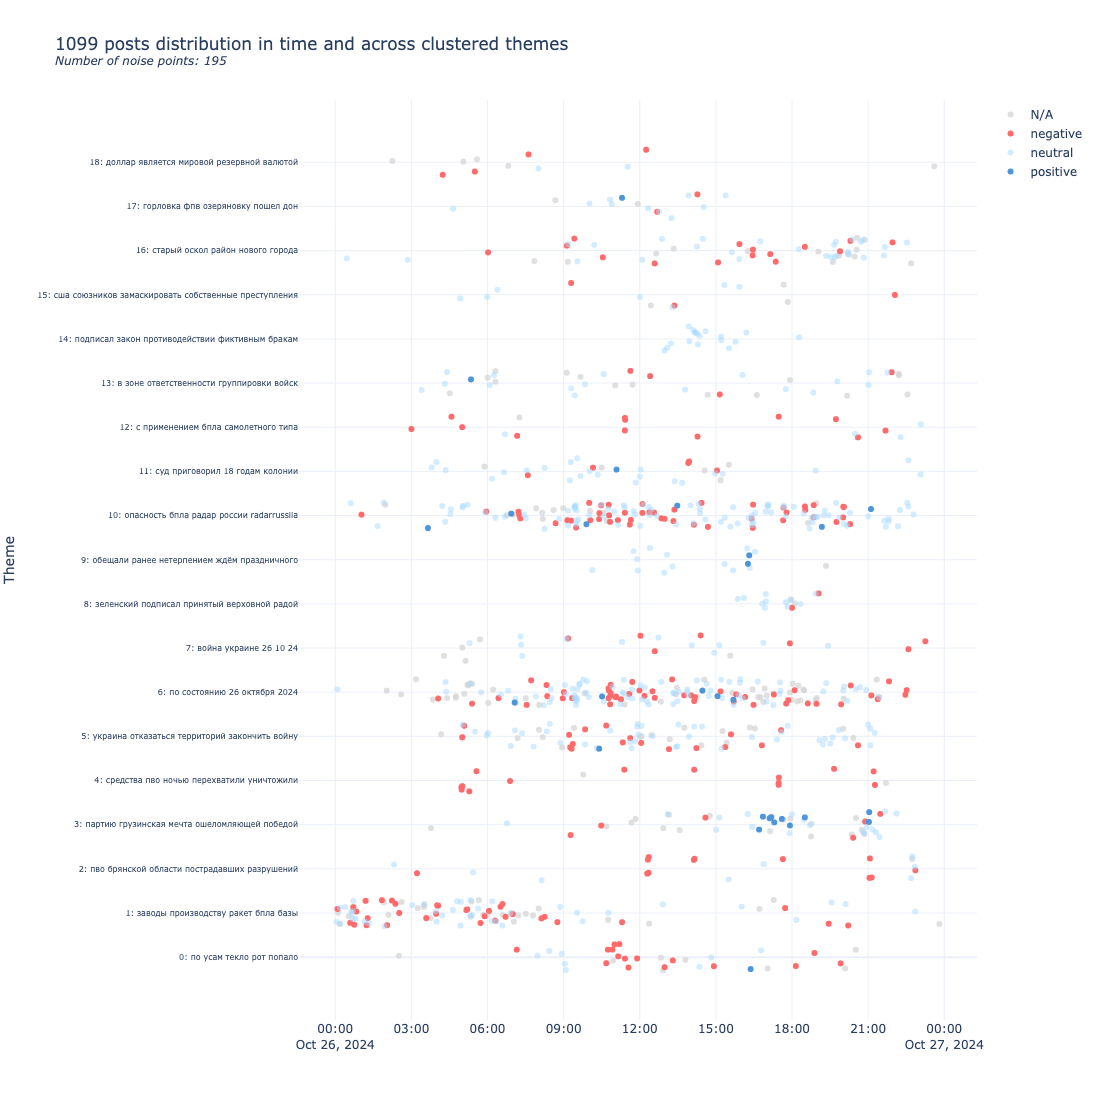 1099 posts distribution in time and across clustered themes
Number of noise points: 195
N/A
negative
neutral
positive
Theme
18: доллар является мировой резервной валютой
17: горловка фпв озеряновку пошел дон
16: старый оскол район нового города
15: сша союзников замаскировать собственные преступления
14: подписал закон противодействии фиктивным бракам
13: в зоне ответственности группировки войск
12: с применением бпла самолетного типа
11: суд приговорил 18 годам колонии
10: опасность бпла радар россии radarrussiia
9: обещали ранее нетерпением ждём праздничного
8: зеленский подписал принятый верховной радой
7: война украине 26 10 24
6: по состоянию 26 октября 2024
5: украина отказаться территорий закончить войну
4: средства пво ночью перехватили уничтожили
3: партию грузинская мечта ошеломляющей победой
2: пво брянской области пострадавших разрушений
1: заводы производству ракет бпла базы
0: по усам текло рот попало
00:00 03:00 06:00 09:00 12:00 15:00 18:00 21:00 00:00
Oct 26, 2024 Oct 27, 2024